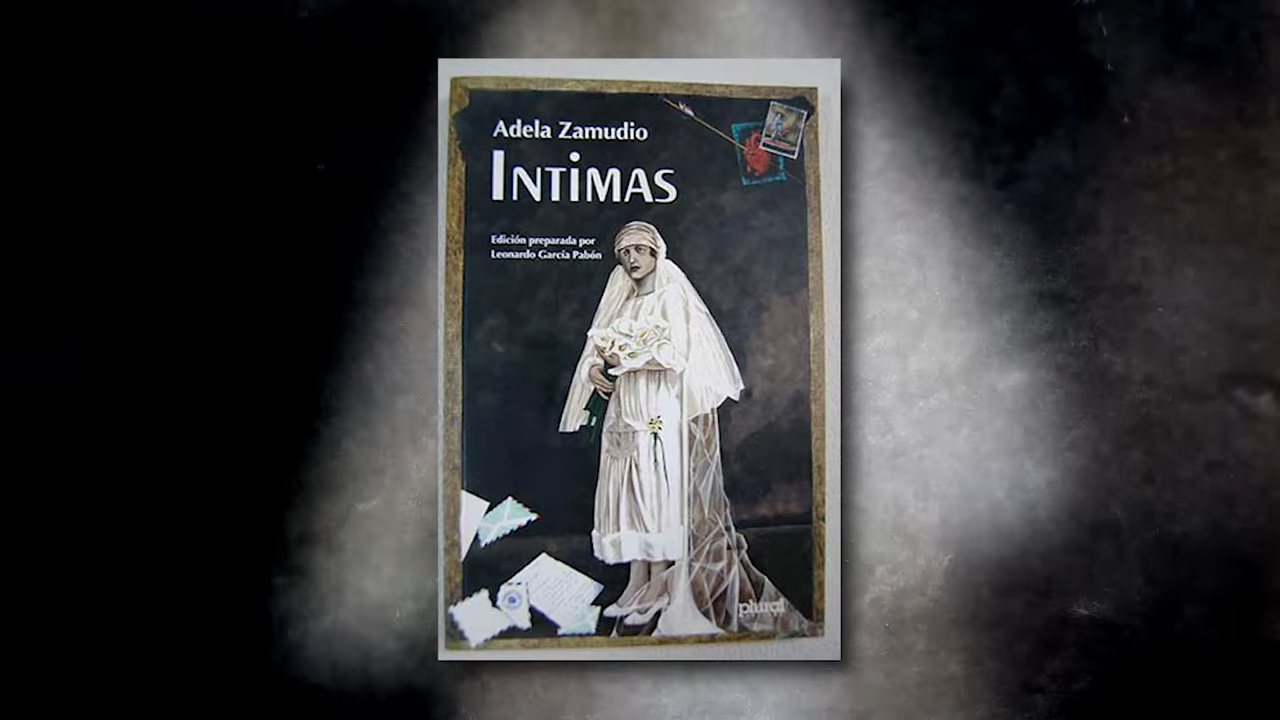 Adela Zamudio
INTiMAS
Edición preparada por
Leonardo García Pabón
plural